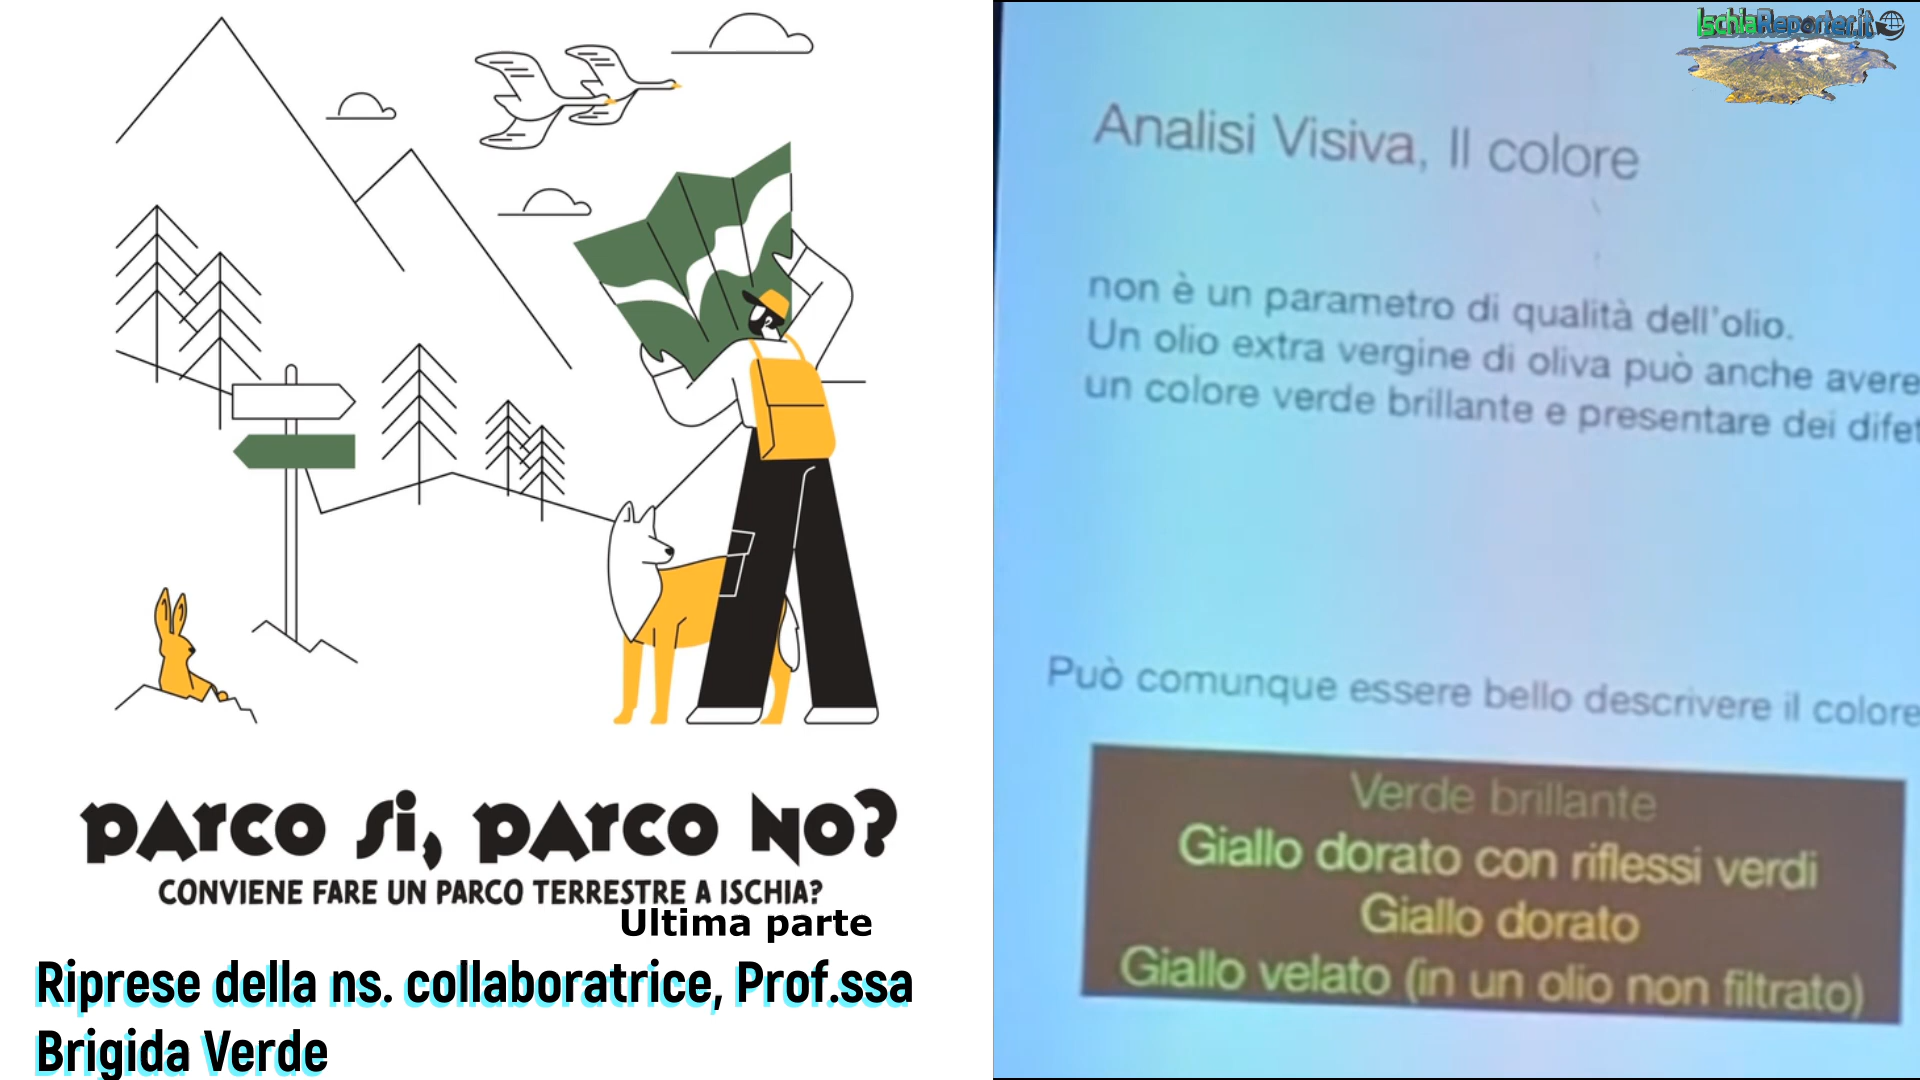 PARCO SI, PARCO NO?
CONVIENE FARE UN PARCO TERRESTRE A ISCHIA?
Ultima parte
Riprese della ns. collaboratrice, Prof.ssa
Brigida Verde
IschiaReporter.it
Analisi Visiva, Il colore
non è un parametro di qualità dell'olio.
Un olio extra vergine di oliva può anche avere
un colore verde brillante e presentare dei difet
Può comunque essere bello descrivere il colore
Verde brillante
Giallo dorato con riflessi verdi
Giallo dorato
Giallo velato (in un olio non filtrato)